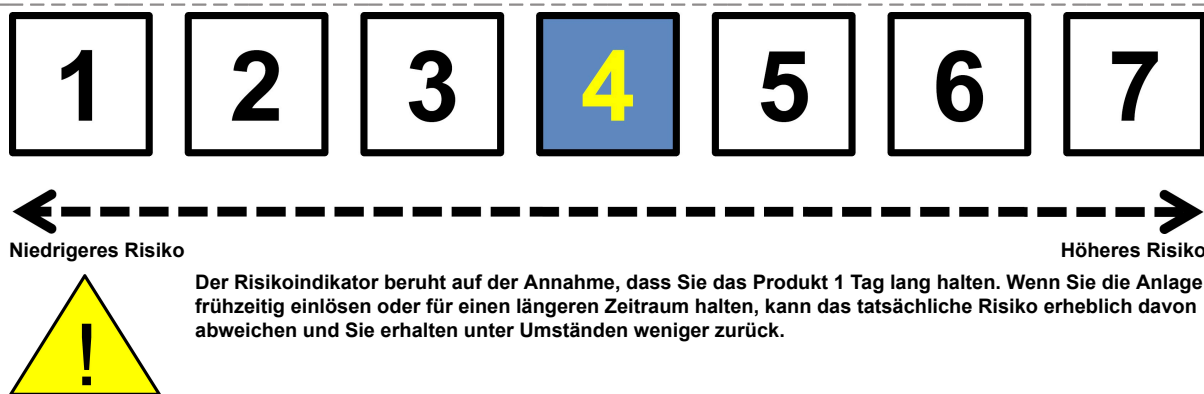 1 2 3 4 5 6 7
Niedrigeres Risiko Höheres Risiko
Der Risikoindikator beruht auf der Annahme, dass Sie das Produkt 1 Tag lang halten. Wenn Sie die Anlage
frühzeitig einlösen oder für einen längeren Zeitraum halten, kann das tatsächliche Risiko erheblich davon
abweichen und Sie erhalten unter Umständen weniger zurück.
!